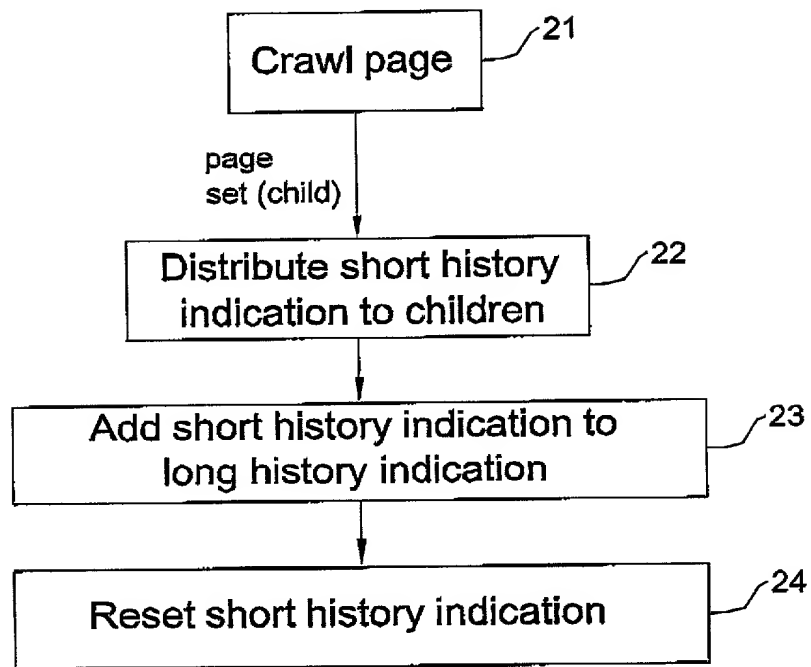 21
Crawl page
page
set (child)
22
Distribute short history
indication to children
23
Add short history indication to
long history indication
24
Reset short history indication